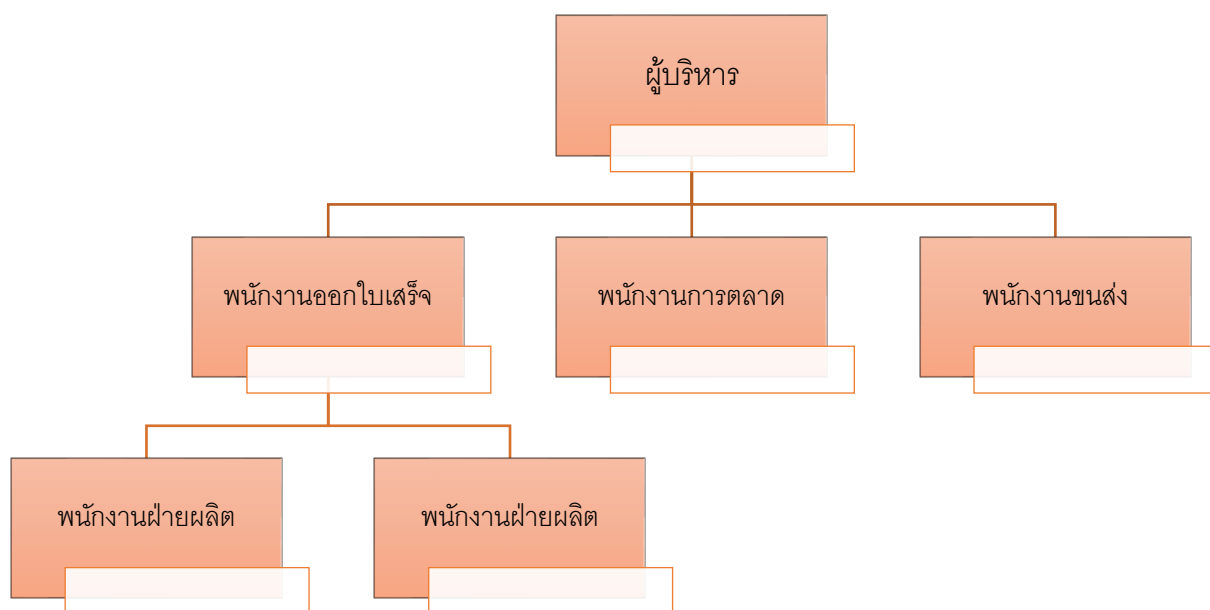 ผู้บริหาร
พนักงานออกใบเสร็จ
พนักงานการตลาด
พนักงานขนส่ง
พนักงานฝ่ายผลิต
พนักงานฝ่ายผลิต